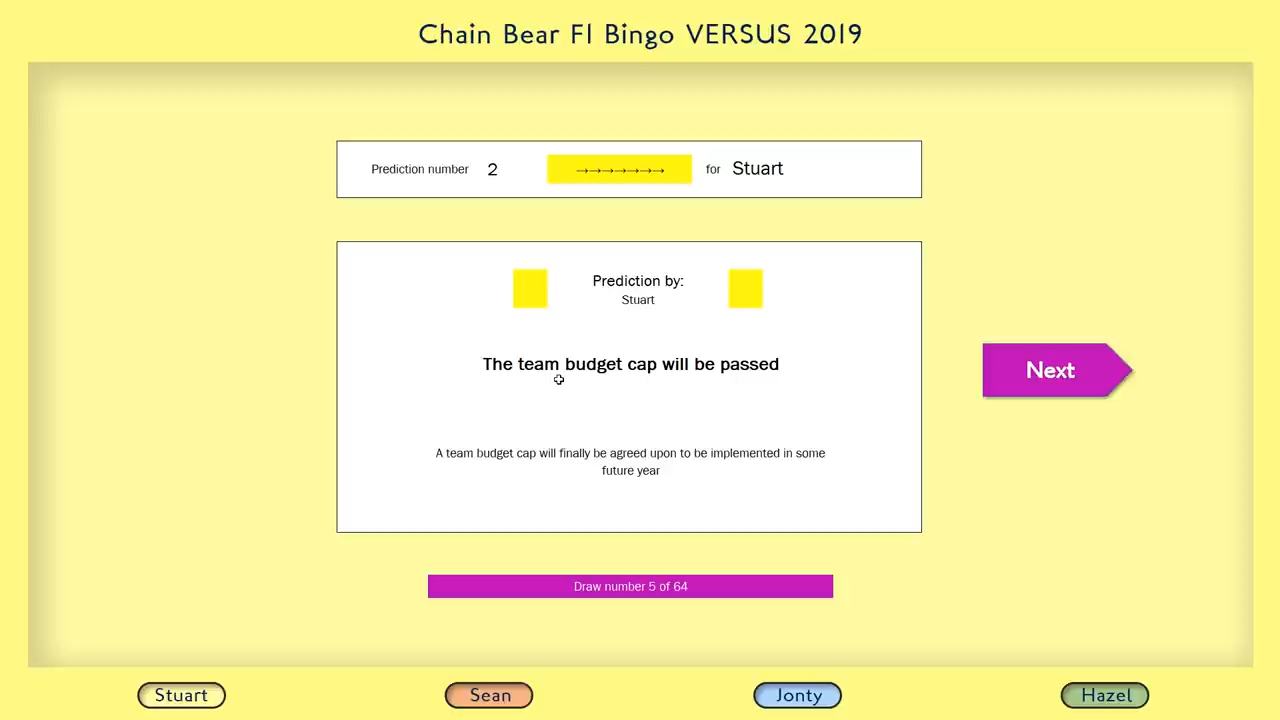 Chain Bear F1 Bingo VERSUS 2019
Prediction number 2 →→→→→→→ for Stuart
Prediction by:
Stuart
The team budget cap will be passed
Next
A team budget cap will finally be agreed upon to be implemented in some
future year
Draw number 5 of 64
Stuart Sean Jonty Hazel